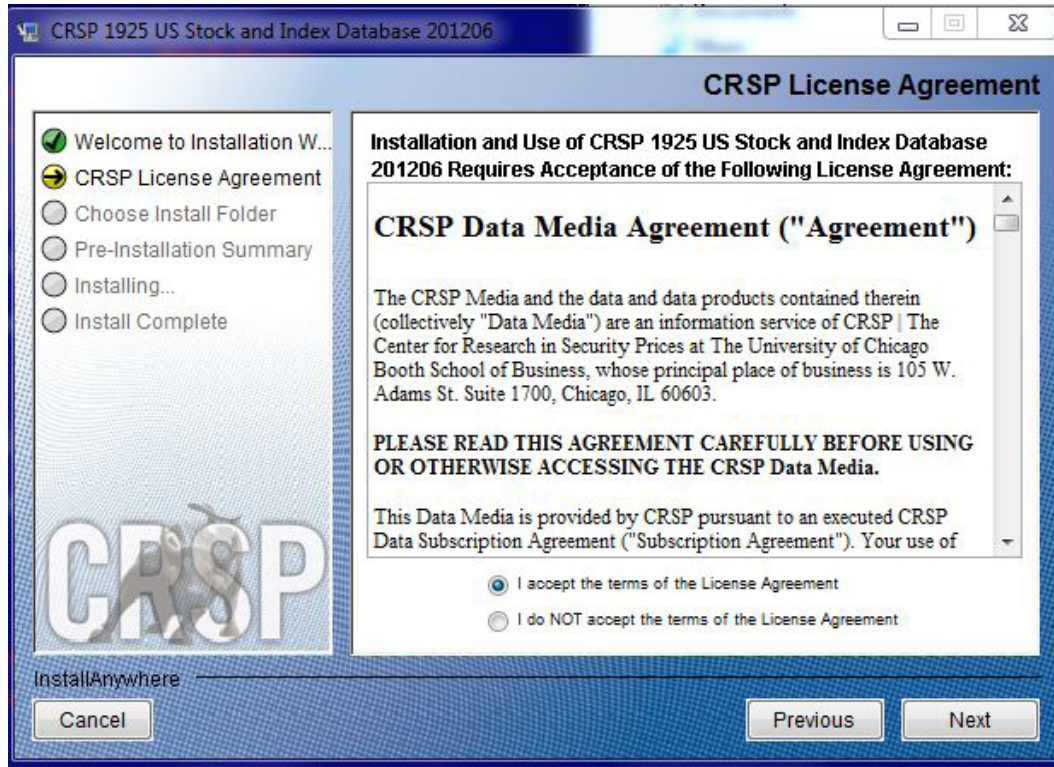 CRSP 1925 US Stock and Index Database 201206
CRSP License Agreement
Welcome to Installation W...
CRSP License Agreement
Choose Install Folder
Pre-Installation Summary
Installing...
Install Complete
CRSP
Installation and Use of CRSP 1925 US Stock and Index Database
201206 Requires Acceptance of the Following License Agreement:
CRSP Data Media Agreement ("Agreement")
The CRSP Media and the data and data products contained therein
(collectively "Data Media") are an information service of CRSP | The
Center for Research in Security Prices at The University of Chicago
Booth School of Business, whose principal place of business is 105 W.
Adams St. Suite 1700, Chicago, IL 60603.
PLEASE READ THIS AGREEMENT CAREFULLY BEFORE USING
OR OTHERWISE ACCESSING THE CRSP Data Media.
This Data Media is provided by CRSP pursuant to an executed CRSP
Data Subscription Agreement ("Subscription Agreement"). Your use of
I accept the terms of the License Agreement
I do NOT accept the terms of the License Agreement
InstallAnywhere
Cancel
Previous
Next